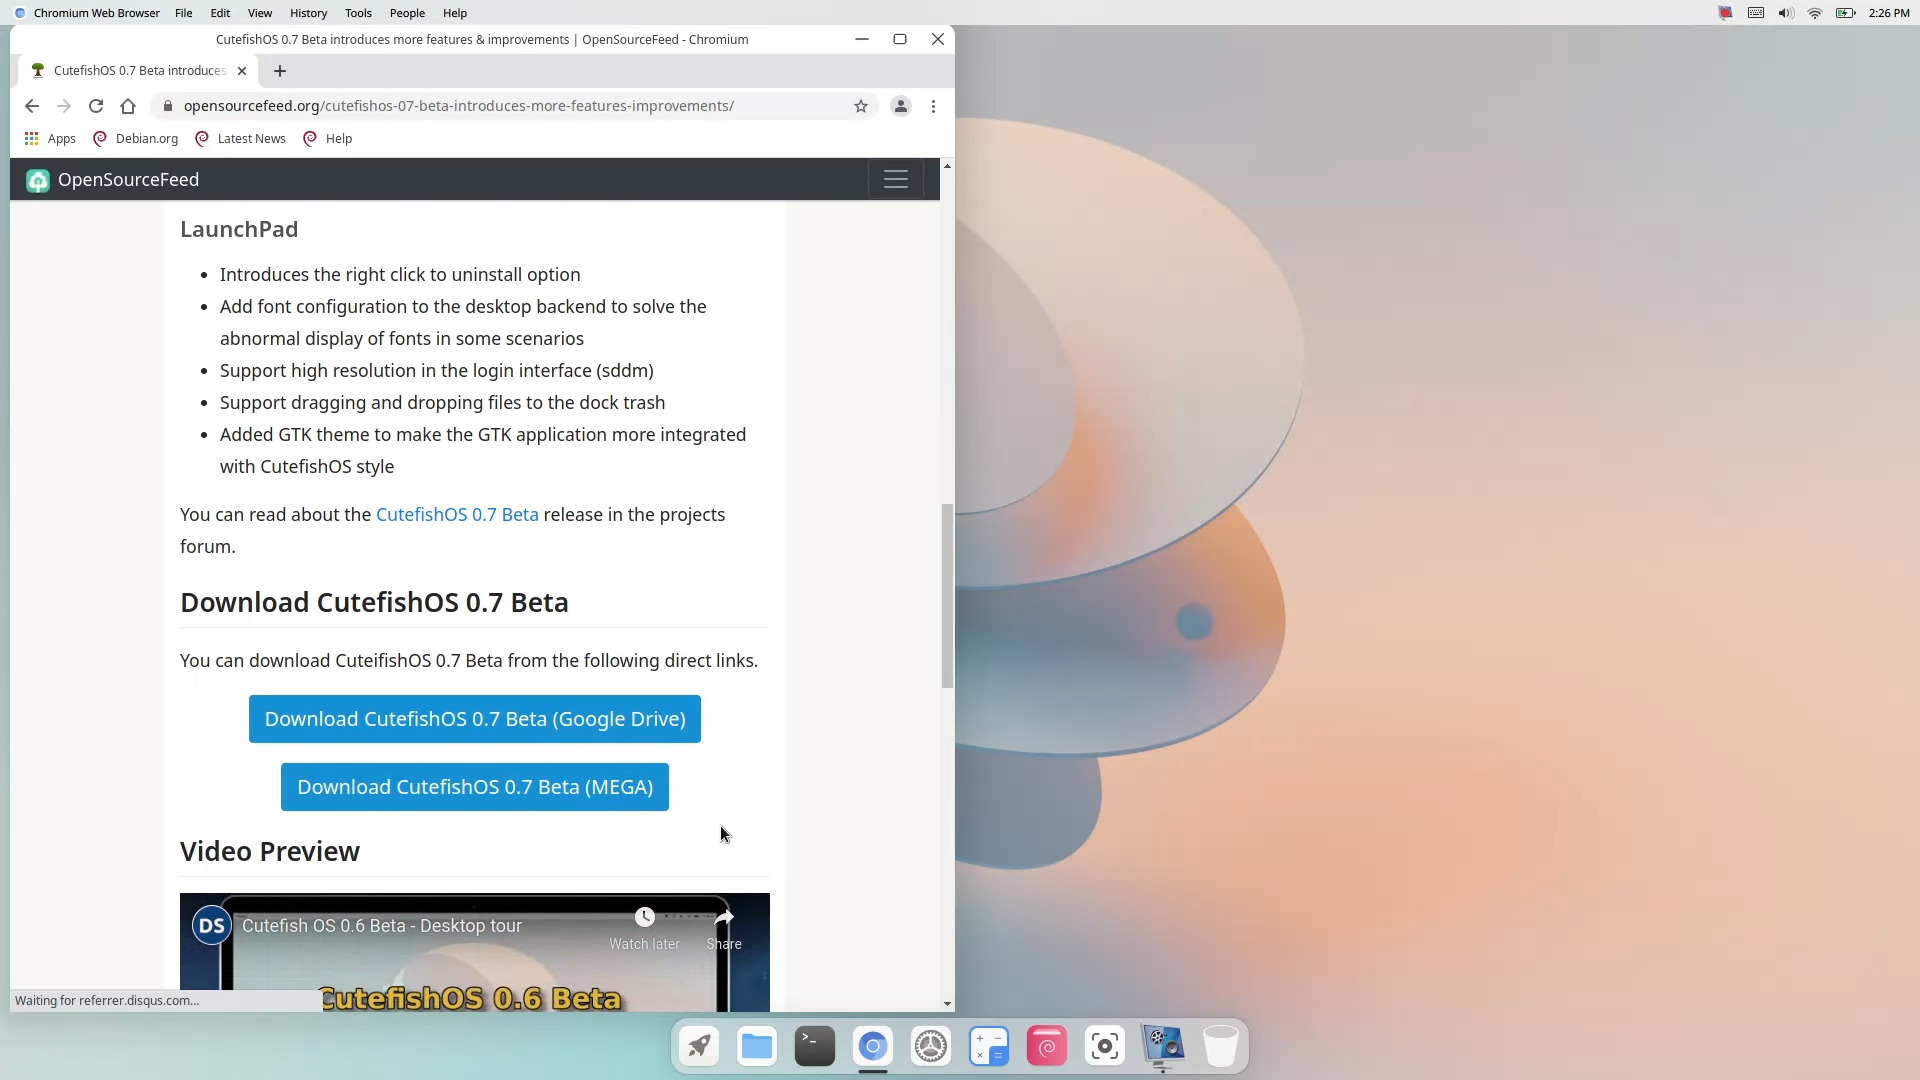 Chromium Web Browser File Edit View History Tools People Help 2:26 PM
CutefishOS 0.7 Beta introduces more features & improvements | OpenSourceFeed - Chromium
CutefishOS 0.7 Beta introduces
opensourcefeed.org/cutefishos-07-beta-introduces-more-features-improvements/
Apps Debian.org Latest News Help
OpenSourceFeed
LaunchPad
• Introduces the right click to uninstall option
• Add font configuration to the desktop backend to solve the
abnormal display of fonts in some scenarios
• Support high resolution in the login interface (sddm)
• Support dragging and dropping files to the dock trash
• Added GTK theme to make the GTK application more integrated
with CutefishOS style
You can read about the CutefishOS 0.7 Beta release in the projects
forum.
Download CutefishOS 0.7 Beta
You can download CuteifishOS 0.7 Beta from the following direct links.
Download CutefishOS 0.7 Beta (Google Drive)
Download CutefishOS 0.7 Beta (MEGA)
Video Preview
DS Cutefish OS 0.6 Beta - Desktop tour
Watch later Share
CutefishOS 0.6 Beta
Waiting for referrer.disqus.com...